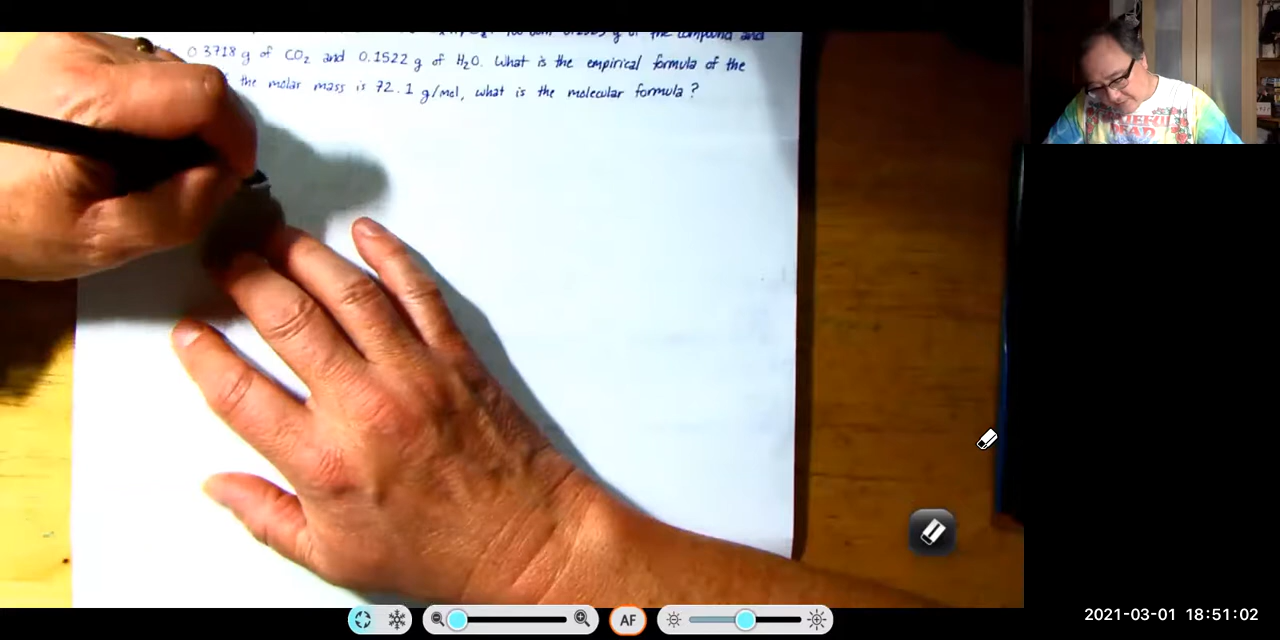 of the compound and
0.3718 g of CO₂ and 0.1522 g of H₂O. What is the empirical formula of the
the molar mass is 72.1 g/mol, what is the molecular formula?
DEAD
AF
2021-03-01 18:51:02